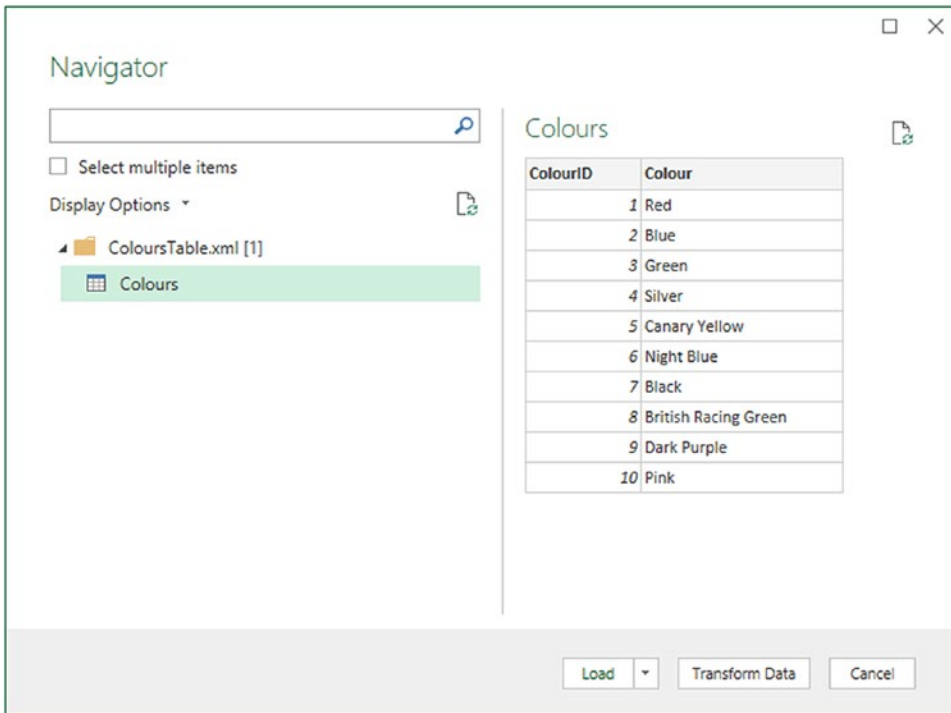 Navigator
Select multiple items
Display Options
ColoursTable.xml [1]
Colours
Colours
ColourID Colour
1 Red
2 Blue
3 Green
4 Silver
5 Canary Yellow
6 Night Blue
7 Black
8 British Racing Green
9 Dark Purple
10 Pink
Load Transform Data Cancel